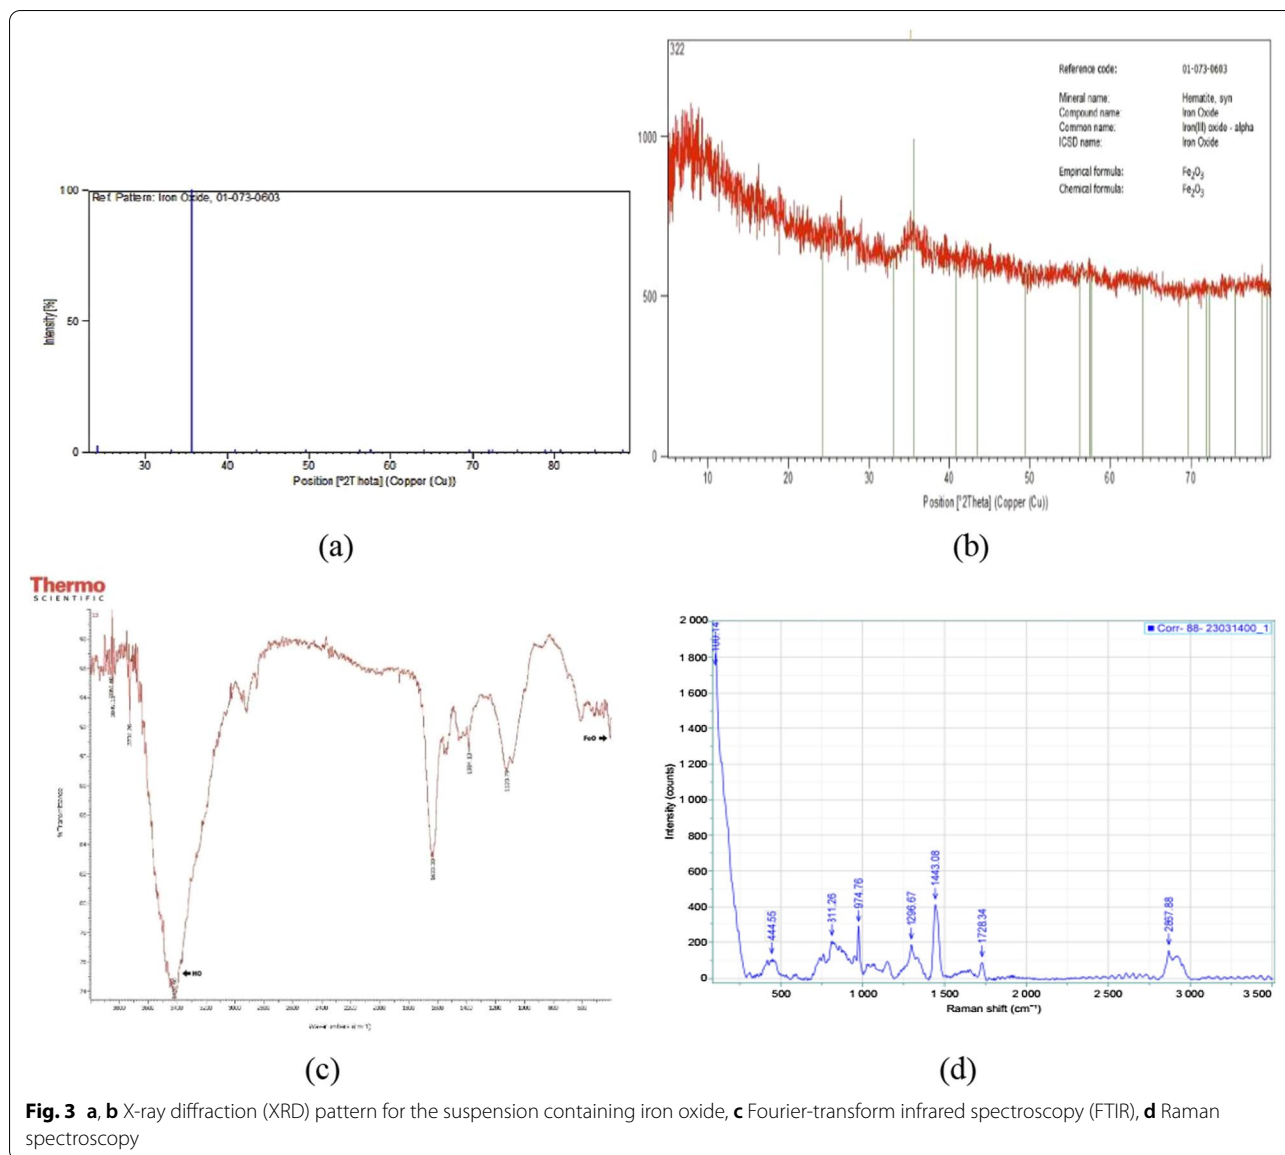 Ref. Pattern: Iron Oxide, 01-073-0603
Intensity [%]
100
50
0
30 40 50 60 70 80
Position [°2Theta] (Copper (Cu))
(a)
322
Reference code: 01-073-0603
Mineral name: Hematite, syn
Compound name: Iron Oxide
Common name: Iron(III) oxide - alpha
ICSD name: Iron Oxide
Empirical formula: Fe2O3
Chemical formula: Fe2O3
1000
500
0
10 20 30 40 50 60 70
Position [°2Theta] (Copper (Cu))
(b)
Thermo
SCIENTIFIC
%Transmittance
HO
FeO
(c)
Corr- 88- 23031400_1
Intensity (counts)
2 000
1 800
1 600
1 400
1 200
1 000
800
600
400
200
0
100.14
444.55
811.26
974.76
1296.67
1443.08
1728.34
2867.88
500 1 000 1 500 2 000 2 500 3 000 3 500
Raman shift (cm⁻¹)
(d)
Fig. 3 a, b X-ray diffraction (XRD) pattern for the suspension containing iron oxide, c Fourier-transform infrared spectroscopy (FTIR), d Raman
spectroscopy